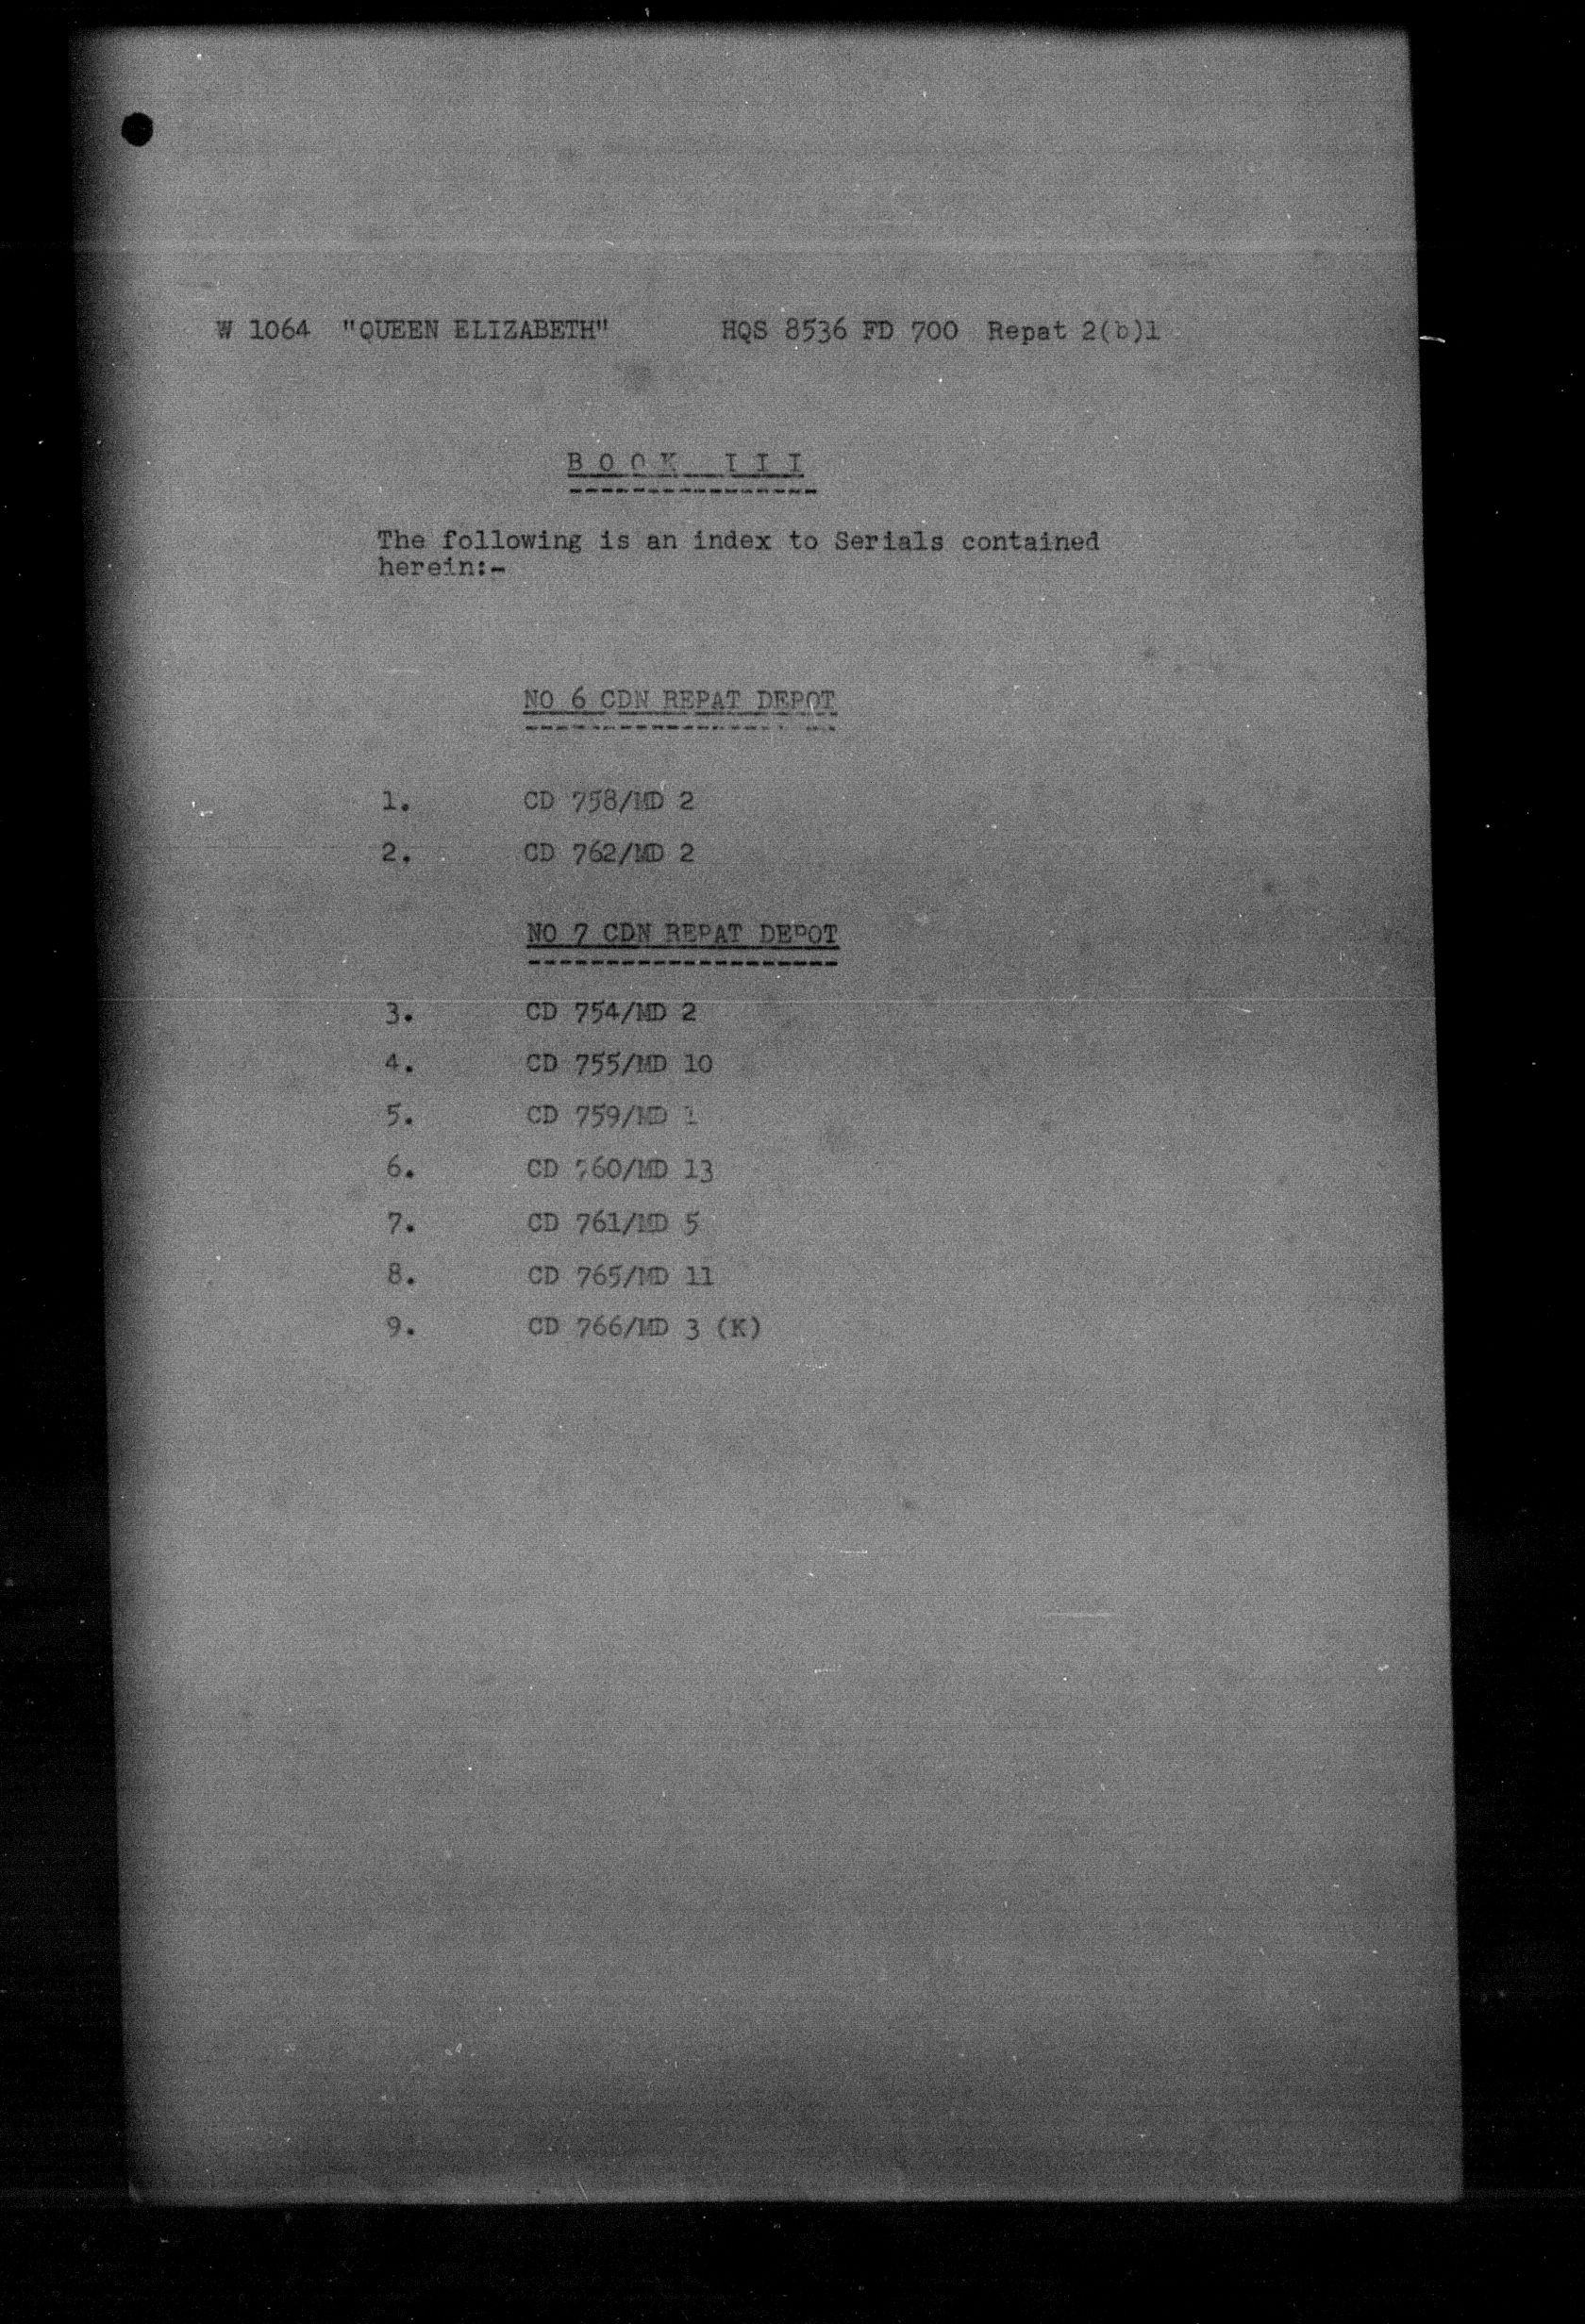 W 1064 "QUEEN ELIZABETH" HQS 8536 FD 700 Repat 2(b)1
B O O K I I I
The following is an index to Serials contained
herein:-
NO 6 CDN REPAT DEPOT
1. CD 758/MD 2
2. CD 762/MD 2
NO 7 CDN REPAT DEPOT
3. CD 754/MD 2
4. CD 755/MD 10
5. CD 759/MD 1
6. CD 760/MD 13
7. CD 761/MD 5
8. CD 765/MD 11
9. CD 766/MD 3 (K)